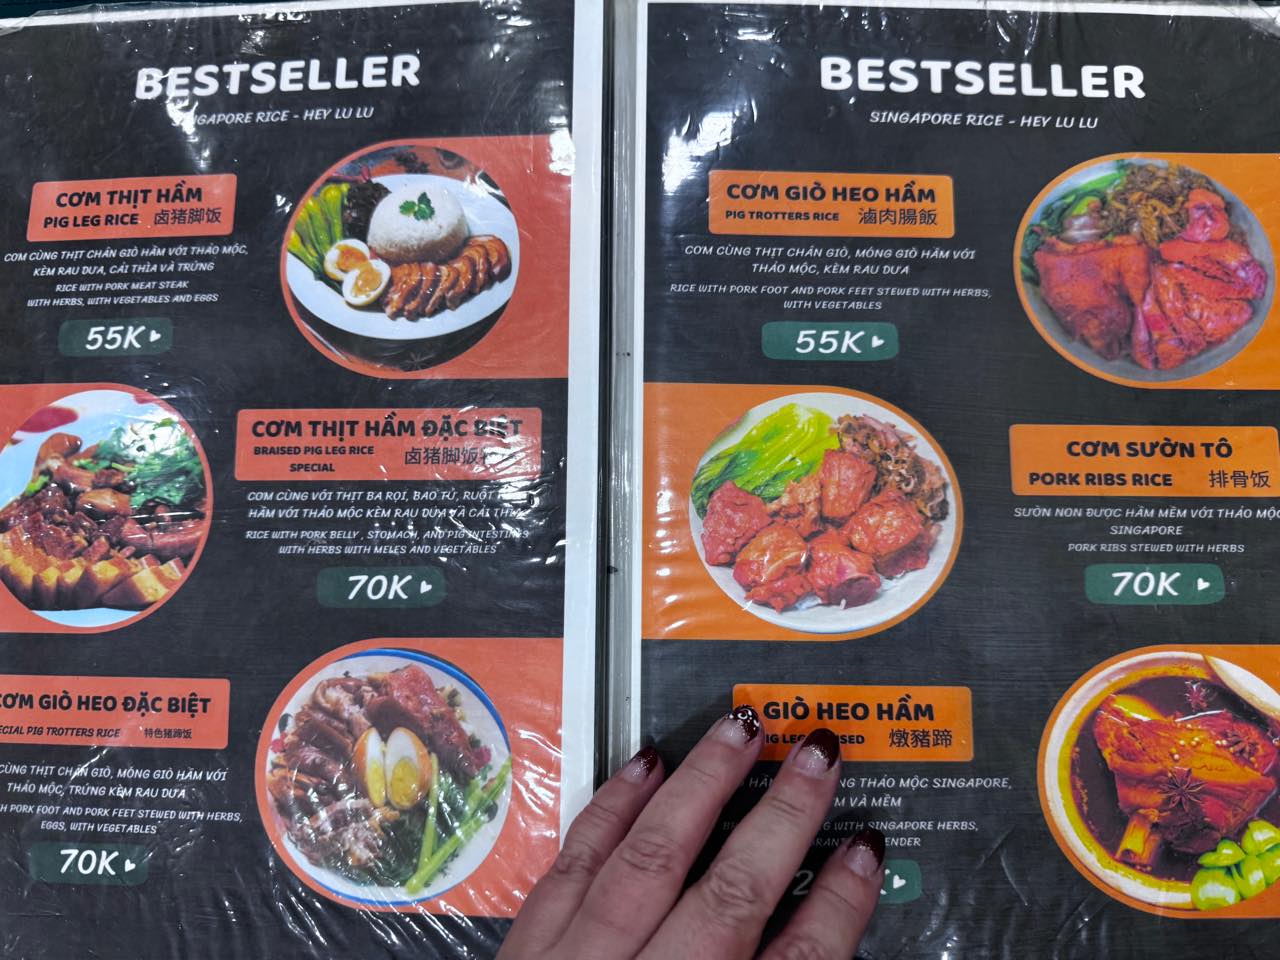 BESTSELLER
SINGAPORE RICE - HEY LU LU
CƠM THỊT HẦM
PIG LEG RICE 卤猪脚饭
CƠM CÙNG THỊT CHÂN GIÒ HẦM VỚI THẢO MỘC,
KÈM RAU DƯA, CẢI THÌA VÀ TRỨNG
RICE WITH PORK MEAT STEAK
WITH HERBS, WITH VEGETABLES AND EGGS
55K
CƠM THỊT HẦM ĐẶC BIỆT
BRAISED PIG LEG RICE
SPECIAL
卤猪脚饭
CƠM CÙNG VỚI THỊT BA RỌI, BAO TỬ, RUỘT
HẦM VỚI THẢO MỘC KÈM RAU DƯA VÀ CẢI
RICE WITH PORK BELLY , STOMACH, AND PIG INTESTINES
WITH HERBS WITH MELES AND VEGETABLES
70K
CƠM GIÒ HEO ĐẶC BIỆT
PIG TROTTERS RICE 特色猪蹄饭
CÙNG THỊT CHÂN GIÒ, MÓNG GIÒ HẦM VỚI
THẢO MỘC, TRỨNG KÈM RAU DƯA
PORK FOOT AND PORK FEET STEWED WITH HERBS,
EGGS, WITH VEGETABLES
70K
BESTSELLER
SINGAPORE RICE - HEY LU LU
CƠM GIÒ HEO HẦM
PIG TROTTERS RICE 滷肉腸飯
CƠM CÙNG THỊT CHÂN GIÒ, MÓNG GIÒ HẦM VỚI
THẢO MỘC, KÈM RAU DƯA
RICE WITH PORK FOOT AND PORK FEET STEWED WITH HERBS,
WITH VEGETABLES
55K
CƠM SƯỜN TÔ
PORK RIBS RICE 排骨饭
SƯỜN NON ĐƯỢC HẦM MỀM VỚI THẢO MỘC
SINGAPORE
PORK RIBS STEWED WITH HERBS
70K
GIÒ HEO HẦM
燉豬蹄
THẢO MỘC SINGAPORE,
VÀ MỀM
WITH SINGAPORE HERBS,